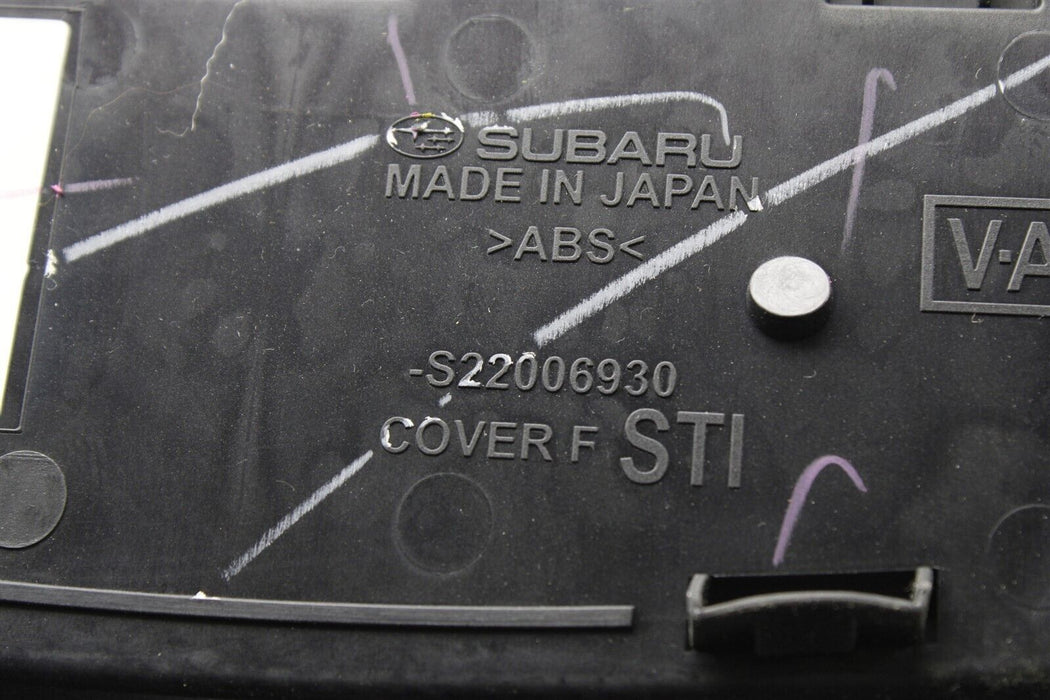 SUBARU
MADE IN JAPAN
>ABS<
V·A
-S22006930
COVER F STI